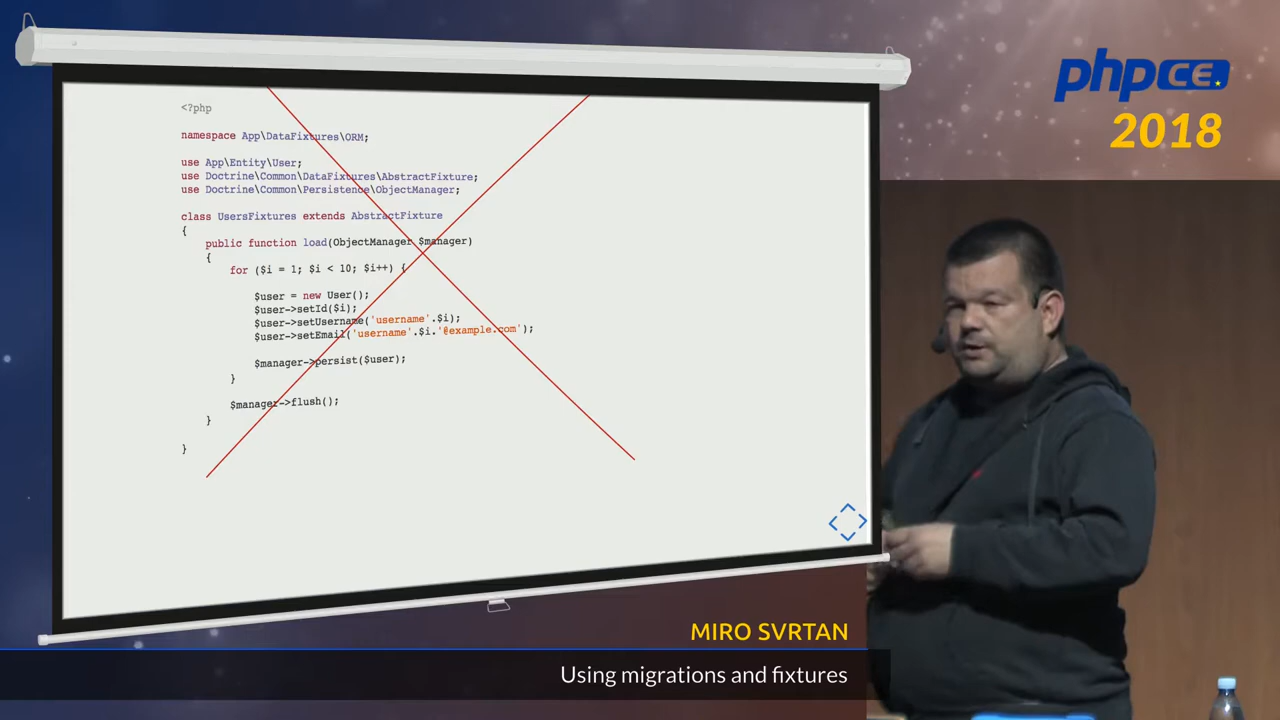 <?php
namespace App\DataFixtures\ORM;
use App\Entity\User;
use Doctrine\Common\DataFixtures\AbstractFixture;
use Doctrine\Common\Persistence\ObjectManager;
class UsersFixtures extends AbstractFixture
{
public function load(ObjectManager $manager)
{
for ($i = 1; $i < 10; $i++) {
$user = new User();
$user->setId($i);
$user->setUsername('username'.$i);
$user->setEmail('username'.$i.'@example.com');
$manager->persist($user);
}
$manager->flush();
}
}
phpCE
2018
MIRO SVRTAN
Using migrations and fixtures